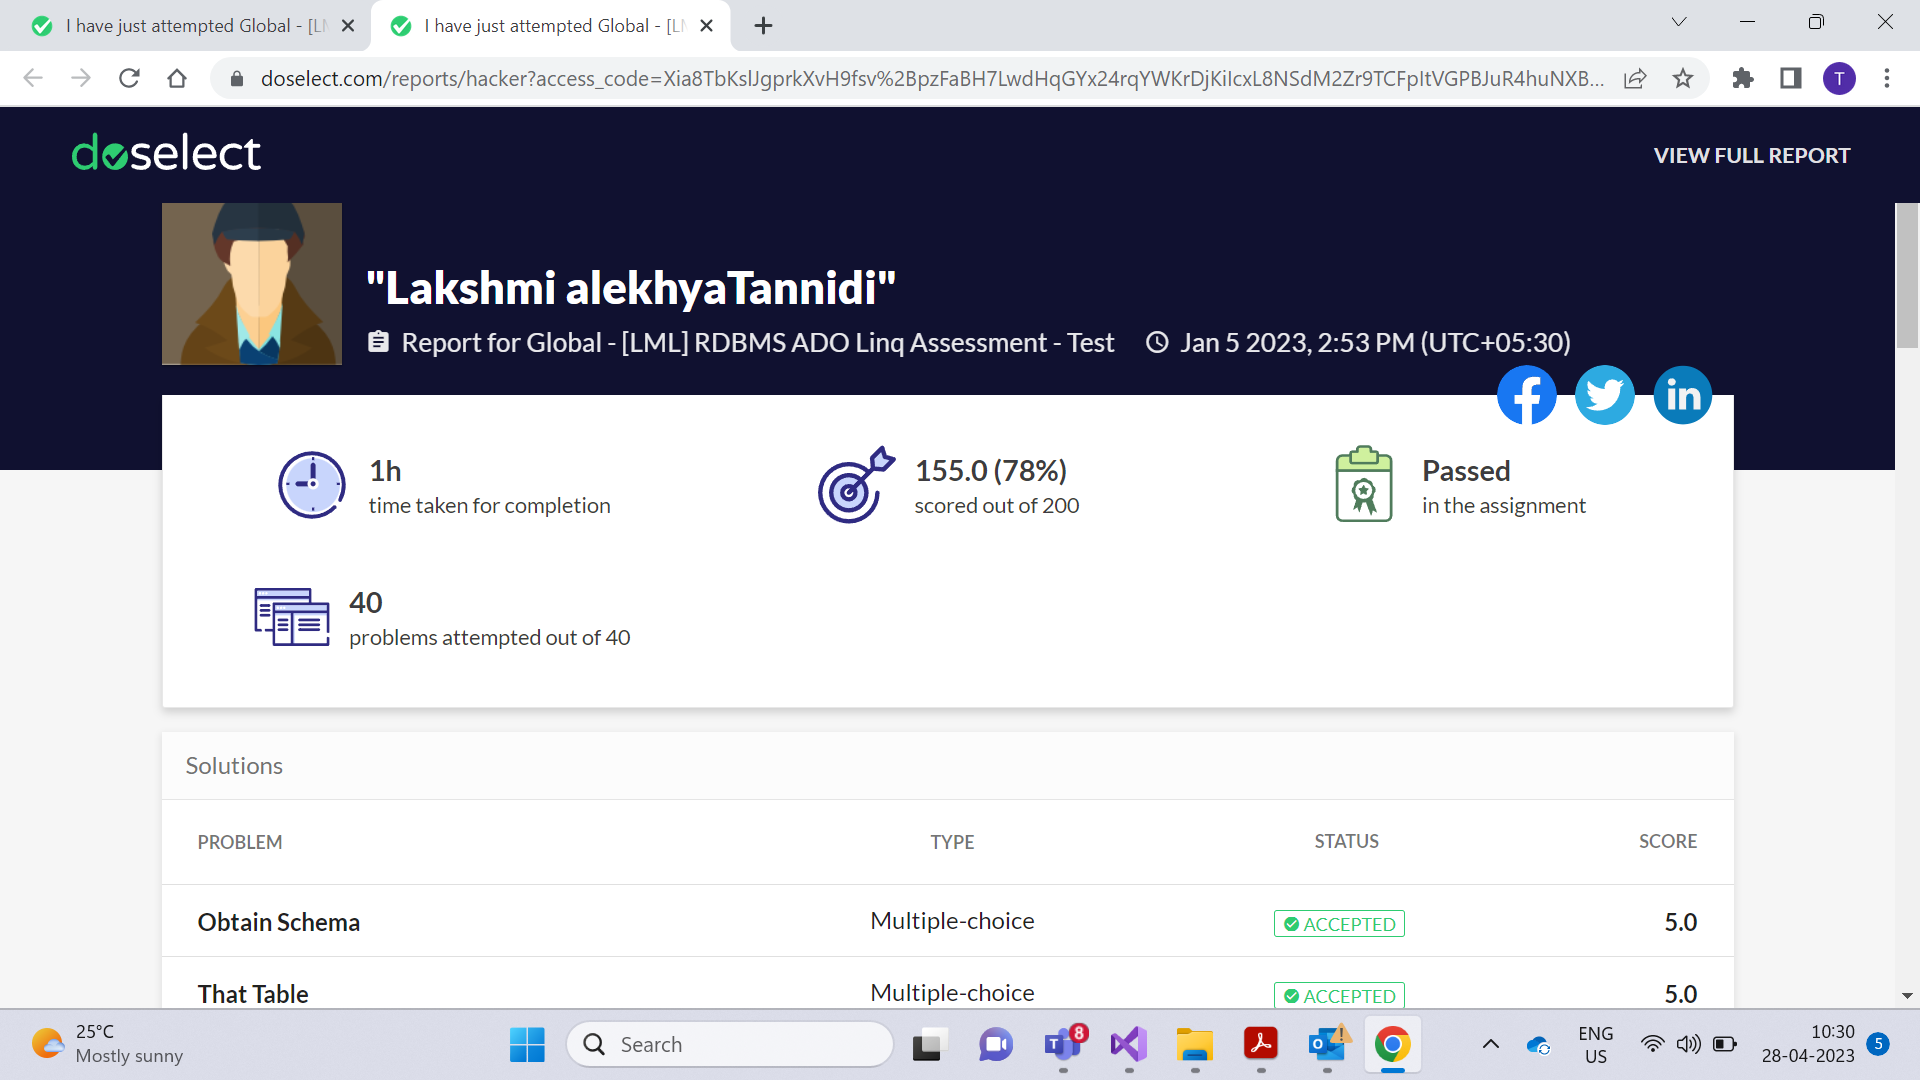 I have just attempted Global - [L
I have just attempted Global - [L
doselect.com/reports/hacker?access_code=Xia8TbKslJgprkXvH9fsv%2BpzFaBH7LwdHqGYx24rqYWKrDjKiIcxL8NSdM2Zr9TCFpItVGPBJuR4huNXB...
T
doselect
VIEW FULL REPORT
"Lakshmi alekhyaTannidi"
Report for Global - [LML] RDBMS ADO Linq Assessment - Test
Jan 5 2023, 2:53 PM (UTC+05:30)
1h
time taken for completion
155.0 (78%)
scored out of 200
Passed
in the assignment
40
problems attempted out of 40
Solutions
PROBLEM TYPE STATUS SCORE
Obtain Schema Multiple-choice ACCEPTED 5.0
That Table Multiple-choice ACCEPTED 5.0
25°C
Mostly sunny
Search
8
ENG
US
10:30
28-04-2023
5